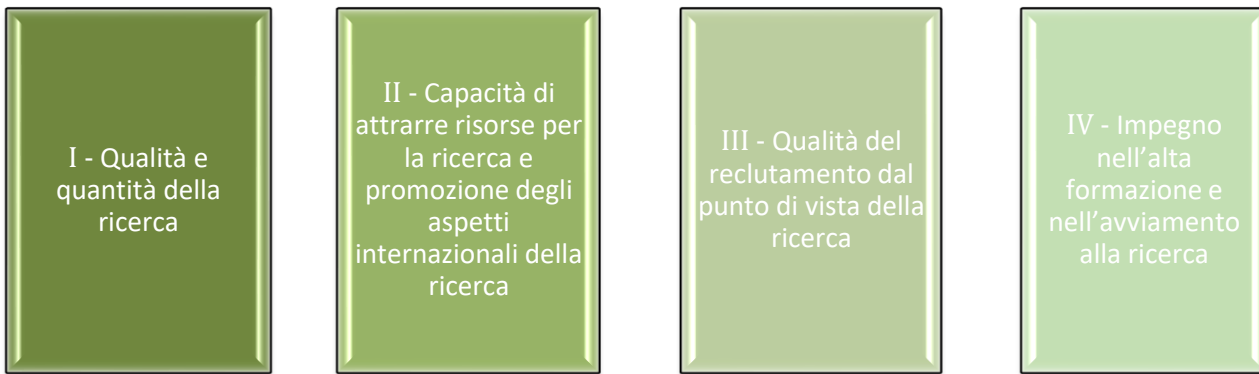 I - Qualità e
quantità della
ricerca
II - Capacità di
attrarre risorse per
la ricerca e
promozione degli
aspetti
internazionali della
ricerca
III - Qualità del
reclutamento dal
punto di vista della
ricerca
IV - Impegno
nell’alta
formazione e
nell’avviamento
alla ricerca